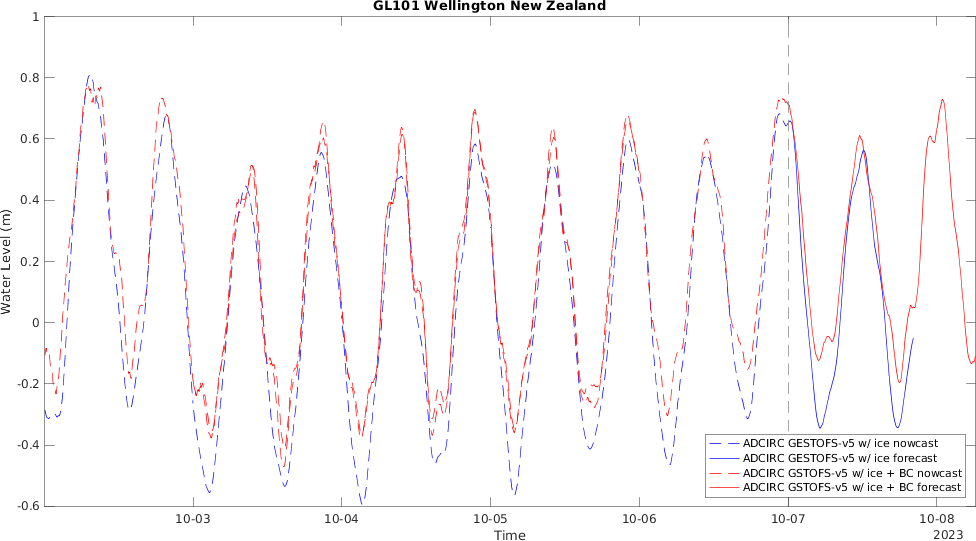 GL101 Wellington New Zealand
1
0.8
0.6
0.4
0.2
0
-0.2
-0.4
-0.6
Water Level (m)
10-03
10-04
10-05
10-06
10-07
10-08
Time
2023
ADCIRC GESTOFS-v5 w/ ice nowcast
ADCIRC GESTOFS-v5 w/ ice forecast
ADCIRC GSTOFS-v5 w/ ice + BC nowcast
ADCIRC GSTOFS-v5 w/ ice + BC forecast